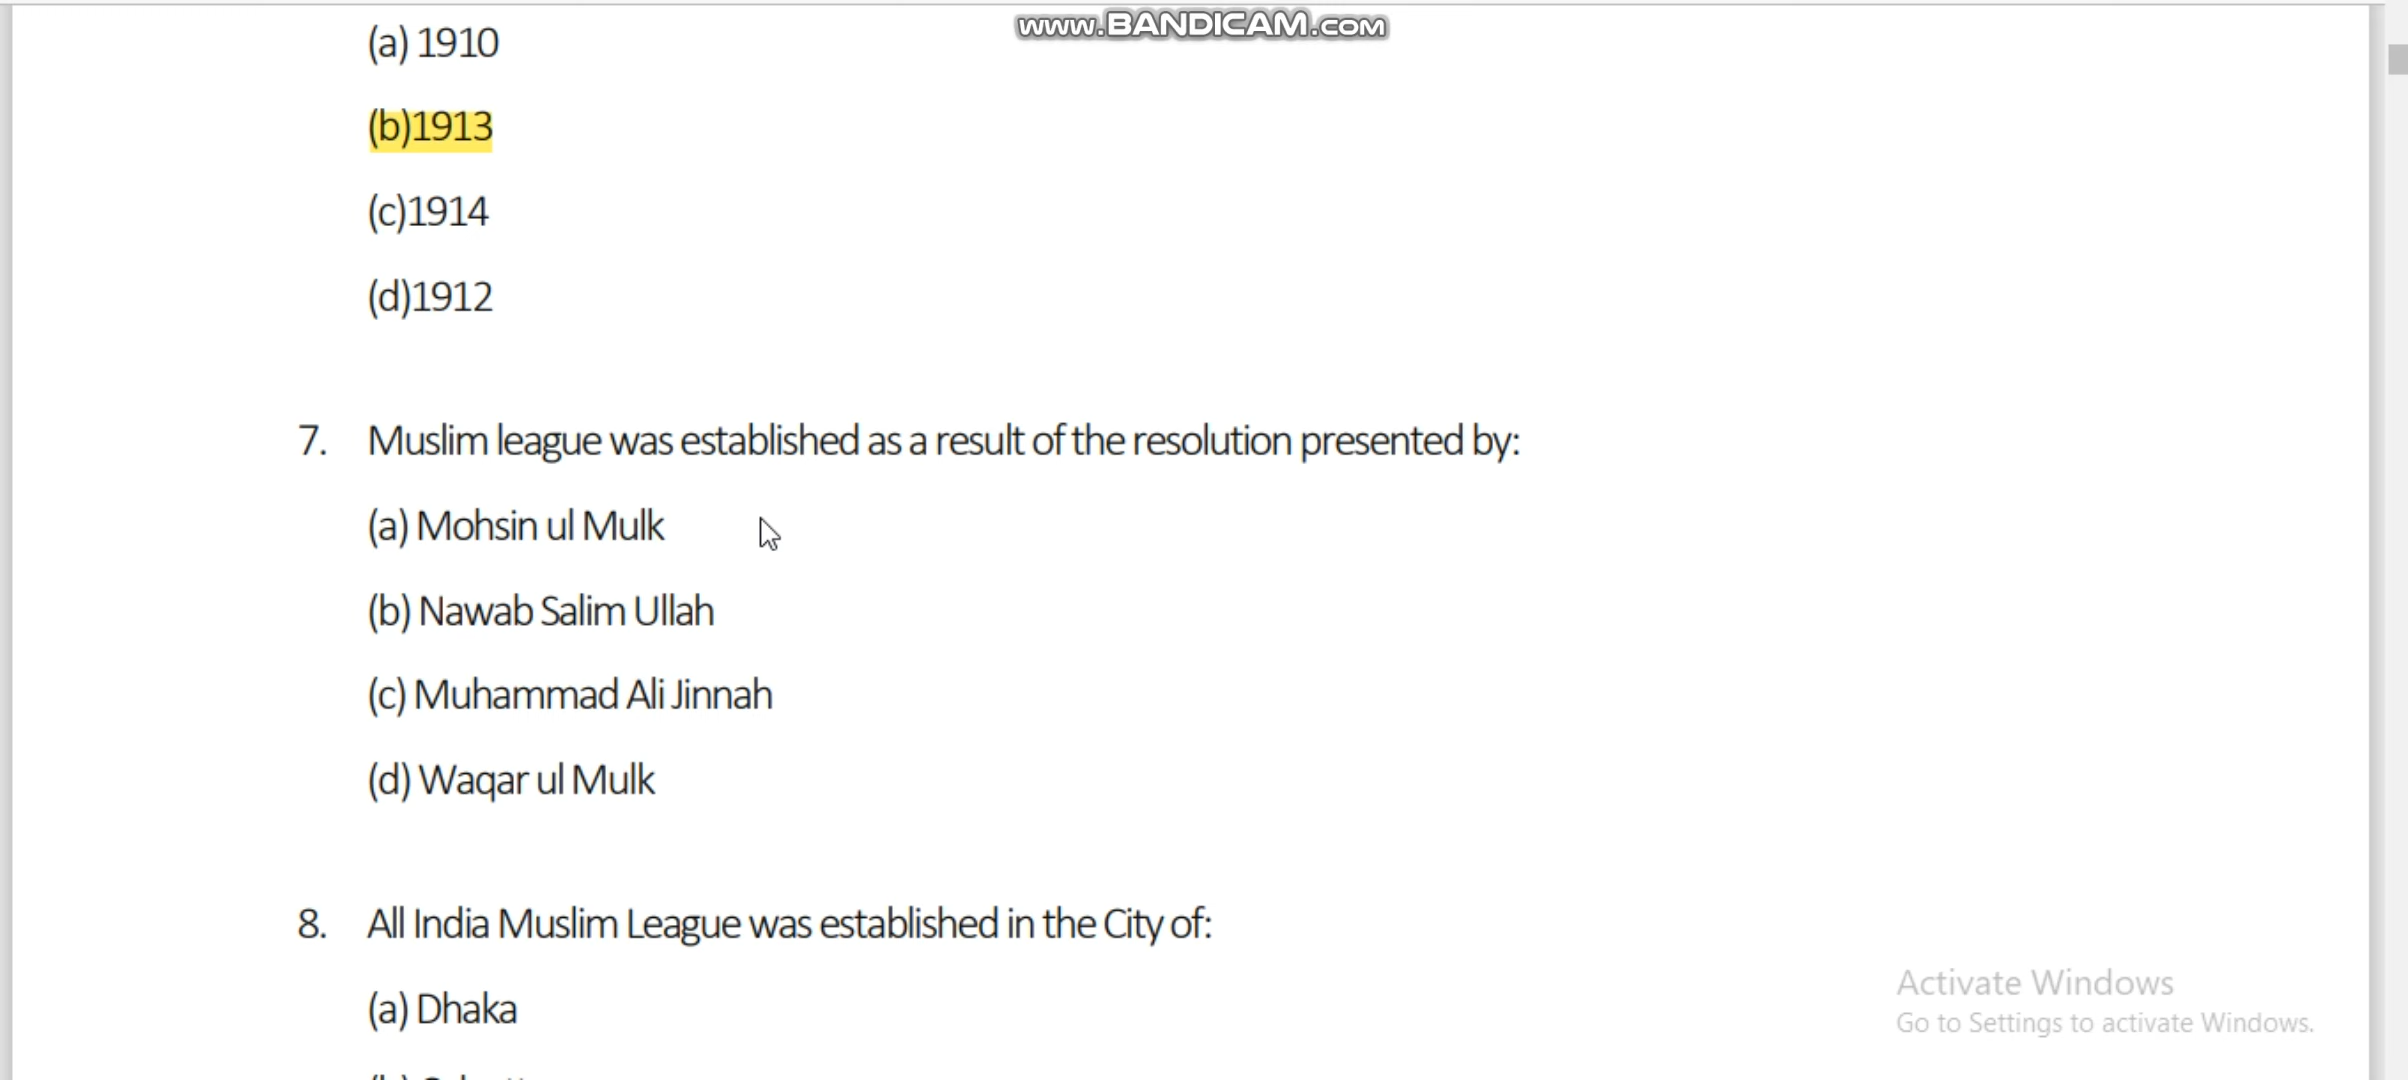 www.BANDICAM.com
(a) 1910
(b)1913
(c)1914
(d)1912
7. Muslim league was established as a result of the resolution presented by:
(a) Mohsin ul Mulk
(b) Nawab Salim Ullah
(c) Muhammad Ali Jinnah
(d) Waqar ul Mulk
8. All India Muslim League was established in the City of:
(a) Dhaka
Activate Windows
Go to Settings to activate Windows.